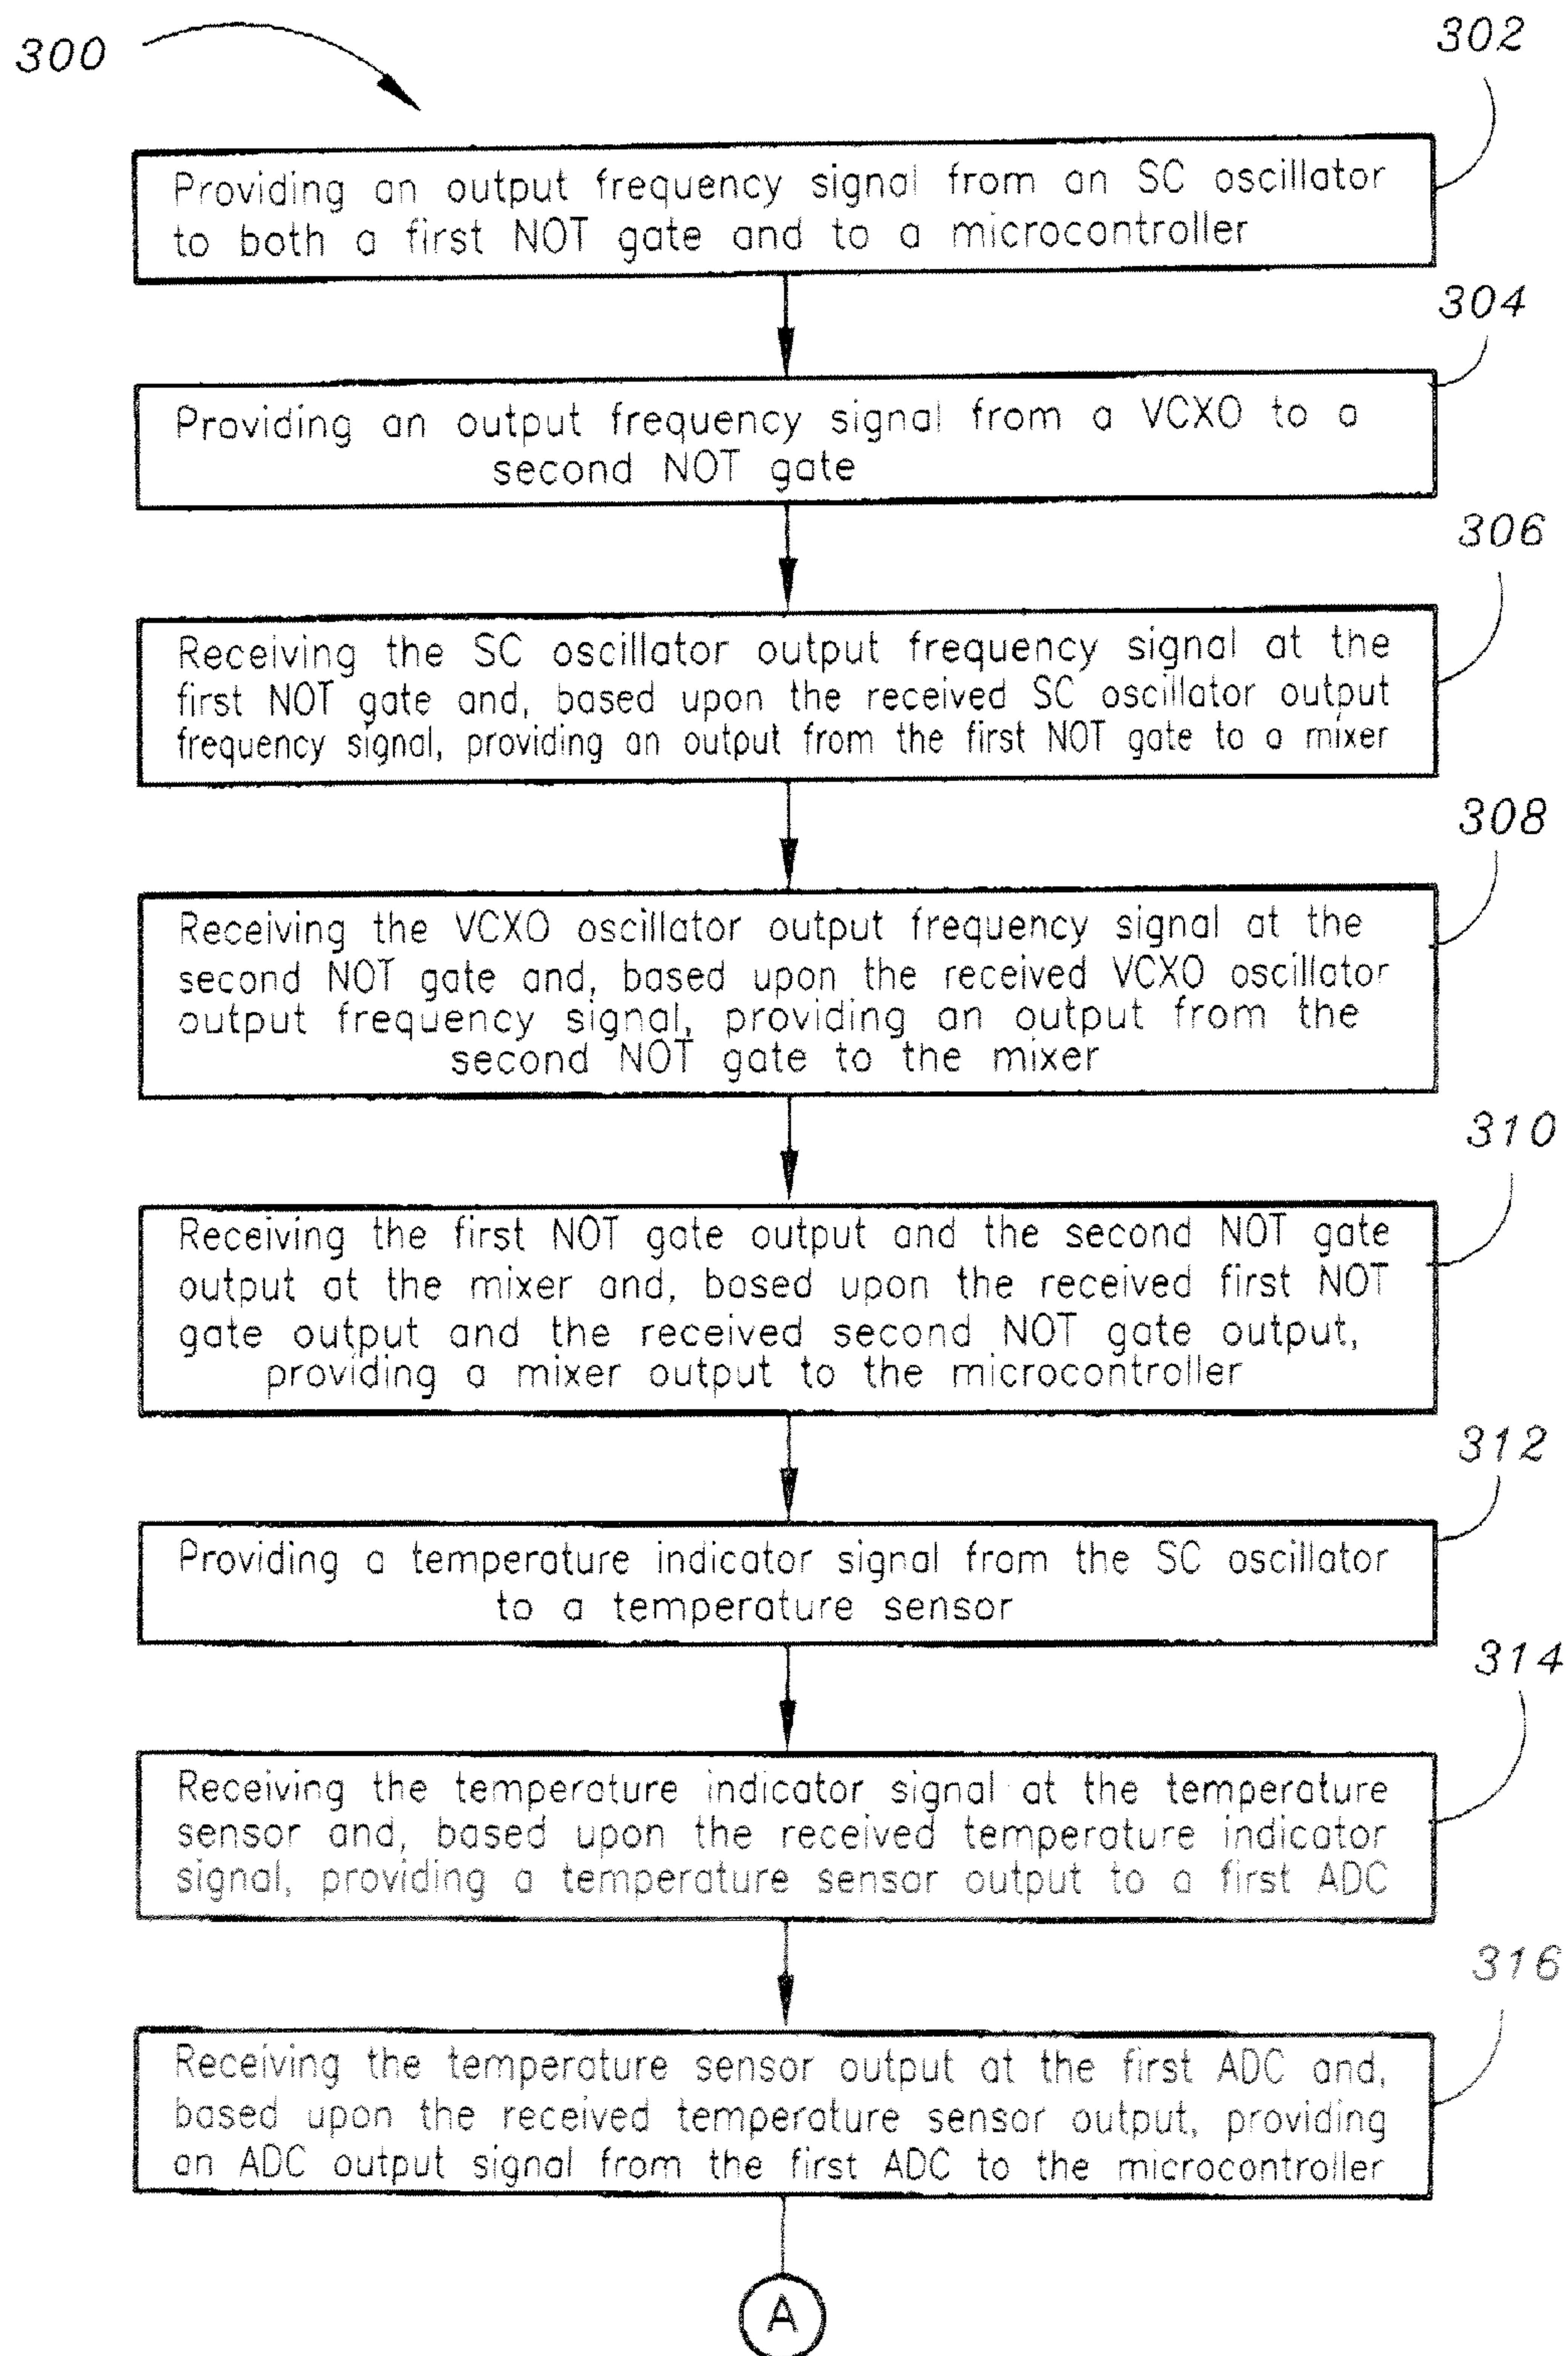 300
302
Providing an output frequency signal from an SC oscillator
to both a first NOT gate and to a microcontroller
304
Providing an output frequency signal from a VCXO to a
second NOT gate
306
Receiving the SC oscillator output frequency signal at the
first NOT gate and, based upon the received SC oscillator output
frequency signal, providing an output from the first NOT gate to a mixer
308
Receiving the VCXO oscillator output frequency signal at the
second NOT gate and, based upon the received VCXO oscillator
output frequency signal, providing an output from the
second NOT gate to the mixer
310
Receiving the first NOT gate output and the second NOT gate
output at the mixer and, based upon the received first NOT
gate output and the received second NOT gate output,
providing a mixer output to the microcontroller
312
Providing a temperature indicator signal from the SC oscillator
to a temperature sensor
314
Receiving the temperature indicator signal at the temperature
sensor and, based upon the received temperature indicator
signal, providing a temperature sensor output to a first ADC
316
Receiving the temperature sensor output at the first ADC and,
based upon the received temperature sensor output, providing
an ADC output signal from the first ADC to the microcontroller
A